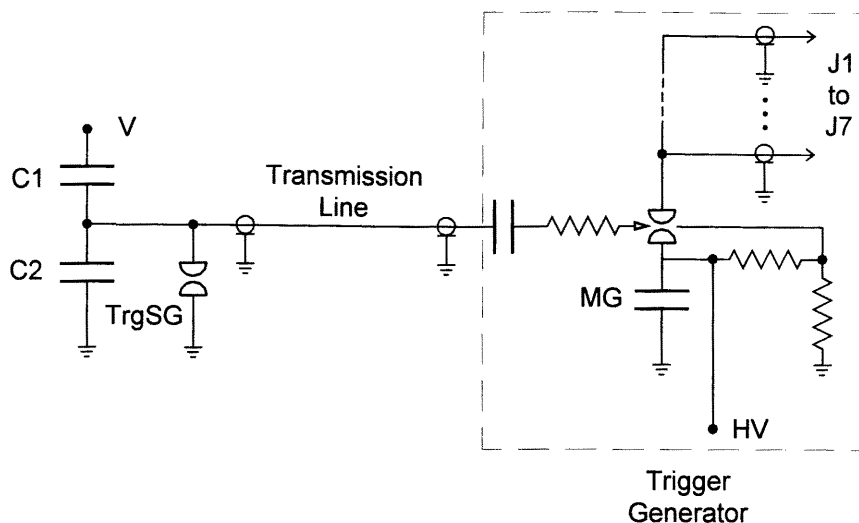 J1
to
J7
V
C1
Transmission
Line
C2
TrgSG
MG
HV
Trigger
Generator